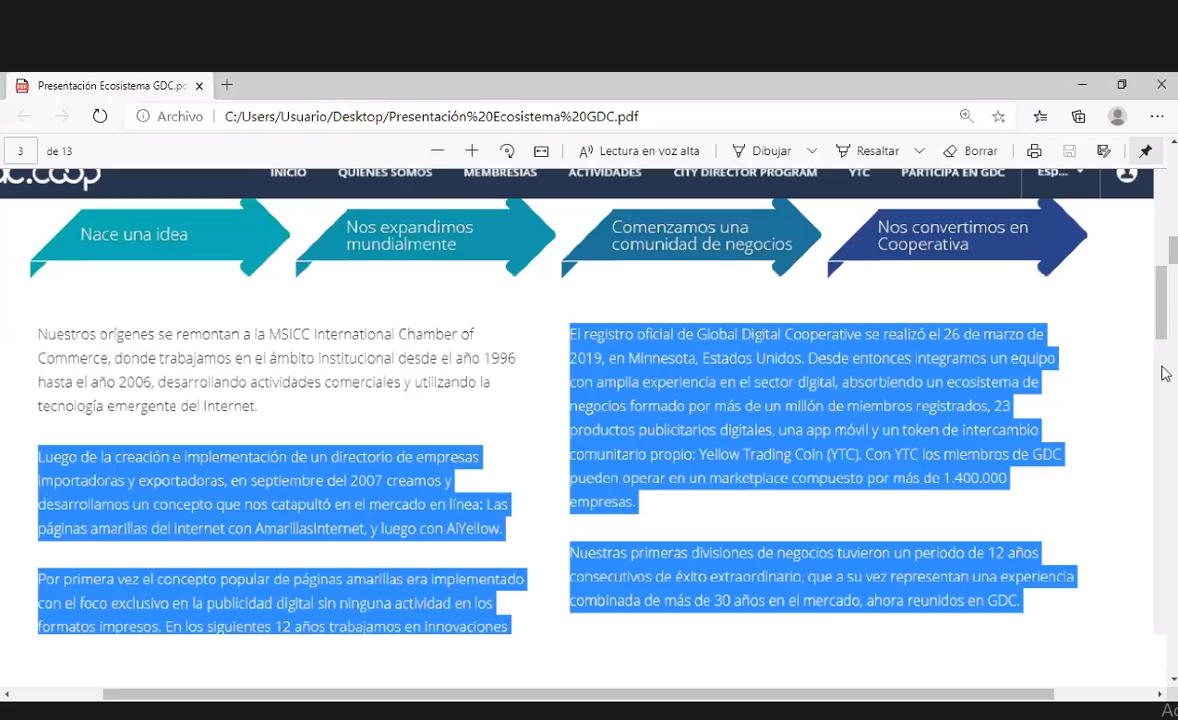 Presentación Ecosistema GDC.pd
Archivo
C:/Users/Usuario/Desktop/Presentación%20Ecosistema%20GDC.pdf
3 de 13
Lectura en voz alta
Dibujar
Resaltar
Borrar
c.coop
INICIO
QUIENES SOMOS
MEMBRESÍAS
ACTIVIDADES
CITY DIRECTOR PROGRAM
YTC
PARTICIPA EN GDC
Esp...
Nace una idea
Nos expandimos
mundialmente
Comenzamos una
comunidad de negocios
Nos convertimos en
Cooperativa
Nuestros orígenes se remontan a la MSICC International Chamber of
Commerce, donde trabajamos en el ámbito institucional desde el año 1996
hasta el año 2006, desarrollando actividades comerciales y utilizando la
tecnología emergente del Internet.
Luego de la creación e implementación de un directorio de empresas
importadoras y exportadoras, en septiembre del 2007 creamos y
desarrollamos un concepto que nos catapultó en el mercado en línea: Las
páginas amarillas del internet con AmarillasInternet, y luego con AiYellow.
Por primera vez el concepto popular de páginas amarillas era implementado
con el foco exclusivo en la publicidad digital sin ninguna actividad en los
formatos impresos. En los siguientes 12 años trabajamos en innovaciones
El registro oficial de Global Digital Cooperative se realizó el 26 de marzo de
2019, en Minnesota, Estados Unidos. Desde entonces integramos un equipo
con amplia experiencia en el sector digital, absorbiendo un ecosistema de
negocios formado por más de un millón de miembros registrados, 23
productos publicitarios digitales, una app móvil y un token de intercambio
comunitario propio: Yellow Trading Coin (YTC). Con YTC los miembros de GDC
pueden operar en un marketplace compuesto por más de 1.400.000
empresas.
Nuestras primeras divisiones de negocios tuvieron un periodo de 12 años
consecutivos de éxito extraordinario, que a su vez representan una experiencia
combinada de más de 30 años en el mercado, ahora reunidos en GDC.